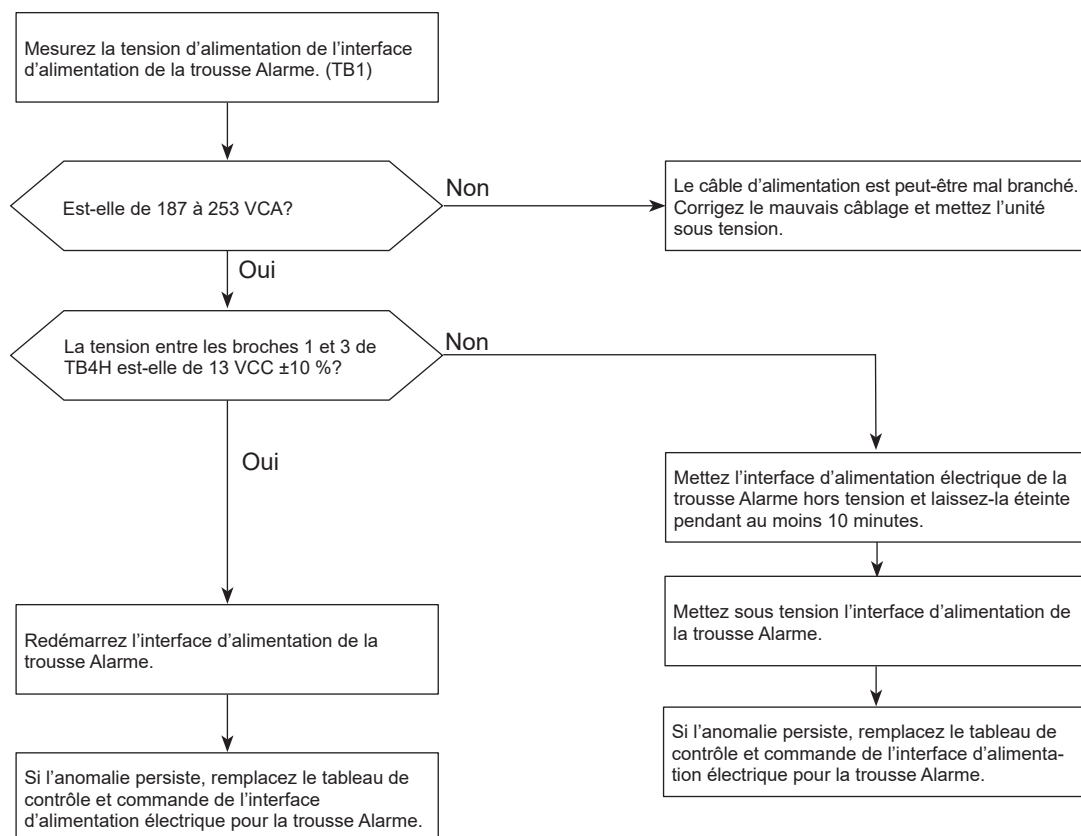 Mesurez la tension d’alimentation de l’interface
d’alimentation de la trousse Alarme. (TB1)
Est-elle de 187 à 253 VCA?
Non
Le câble d’alimentation est peut-être mal branché.
Corrigez le mauvais câblage et mettez l’unité
sous tension.
Oui
La tension entre les broches 1 et 3 de
TB4H est-elle de 13 VCC ±10 %?
Non
Oui
Mettez l’interface d’alimentation électrique de la
trousse Alarme hors tension et laissez-la éteinte
pendant au moins 10 minutes.
Mettez sous tension l’interface d’alimentation de
la trousse Alarme.
Redémarrez l’interface d’alimentation de la
trousse Alarme.
Si l’anomalie persiste, remplacez le tableau de
contrôle et commande de l’interface d’alimenta-
tion électrique pour la trousse Alarme.
Si l’anomalie persiste, remplacez le tableau de
contrôle et commande de l’interface
d’alimentation électrique pour la trousse Alarme.